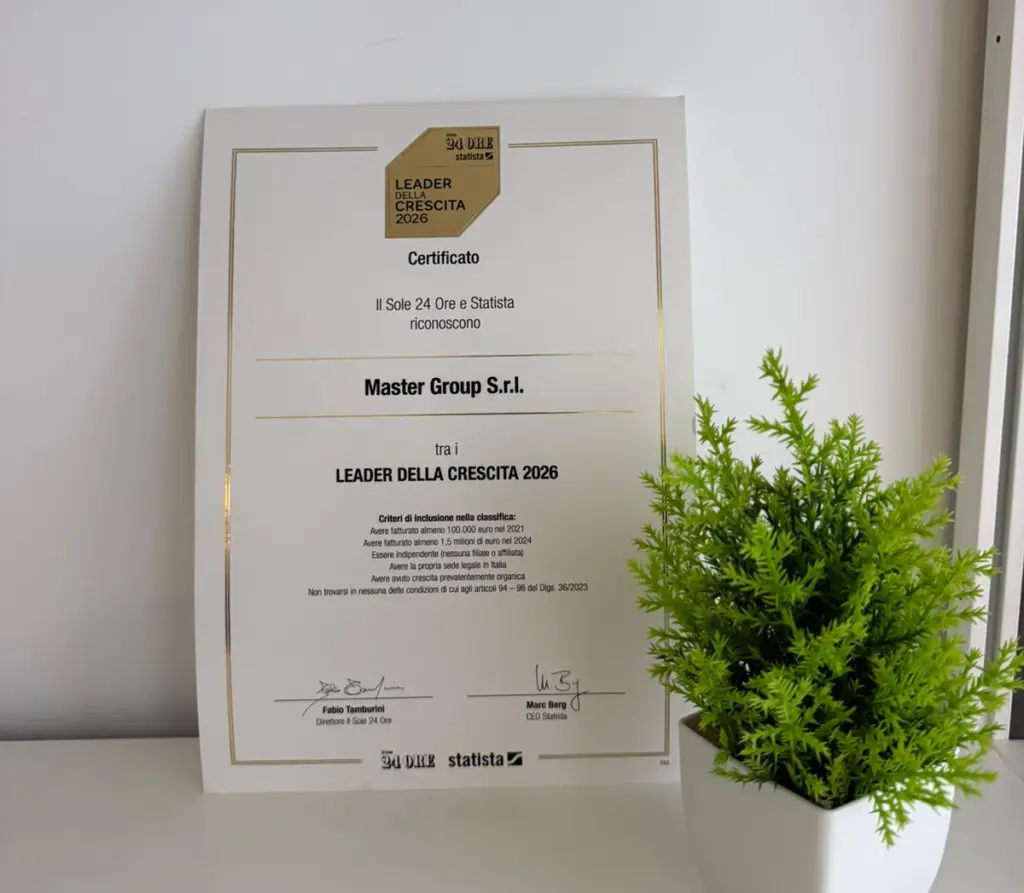 24 ORE
statista
LEADER
DELLA
CRESCITA
2026
Certificato
Il Sole 24 Ore e Statista
riconoscono
Master Group S.r.l.
tra i
LEADER DELLA CRESCITA 2026
Criteri di inclusione nella classifica:
Avere fatturato almeno 100.000 euro nel 2021
Avere fatturato almeno 1,5 milioni di euro nel 2024
Essere indipendente (nessuna filiale o affiliata)
Avere la propria sede legale in Italia
Avere avuto crescita prevalentemente organica
Non trovarsi in nessuna delle condizioni di cui agli articoli 94 – 98 del Dlgs. 36/2023
Fabio Tamburini
Direttore Il Sole 24 Ore
Marc Berg
CEO Statista
24 ORE statista